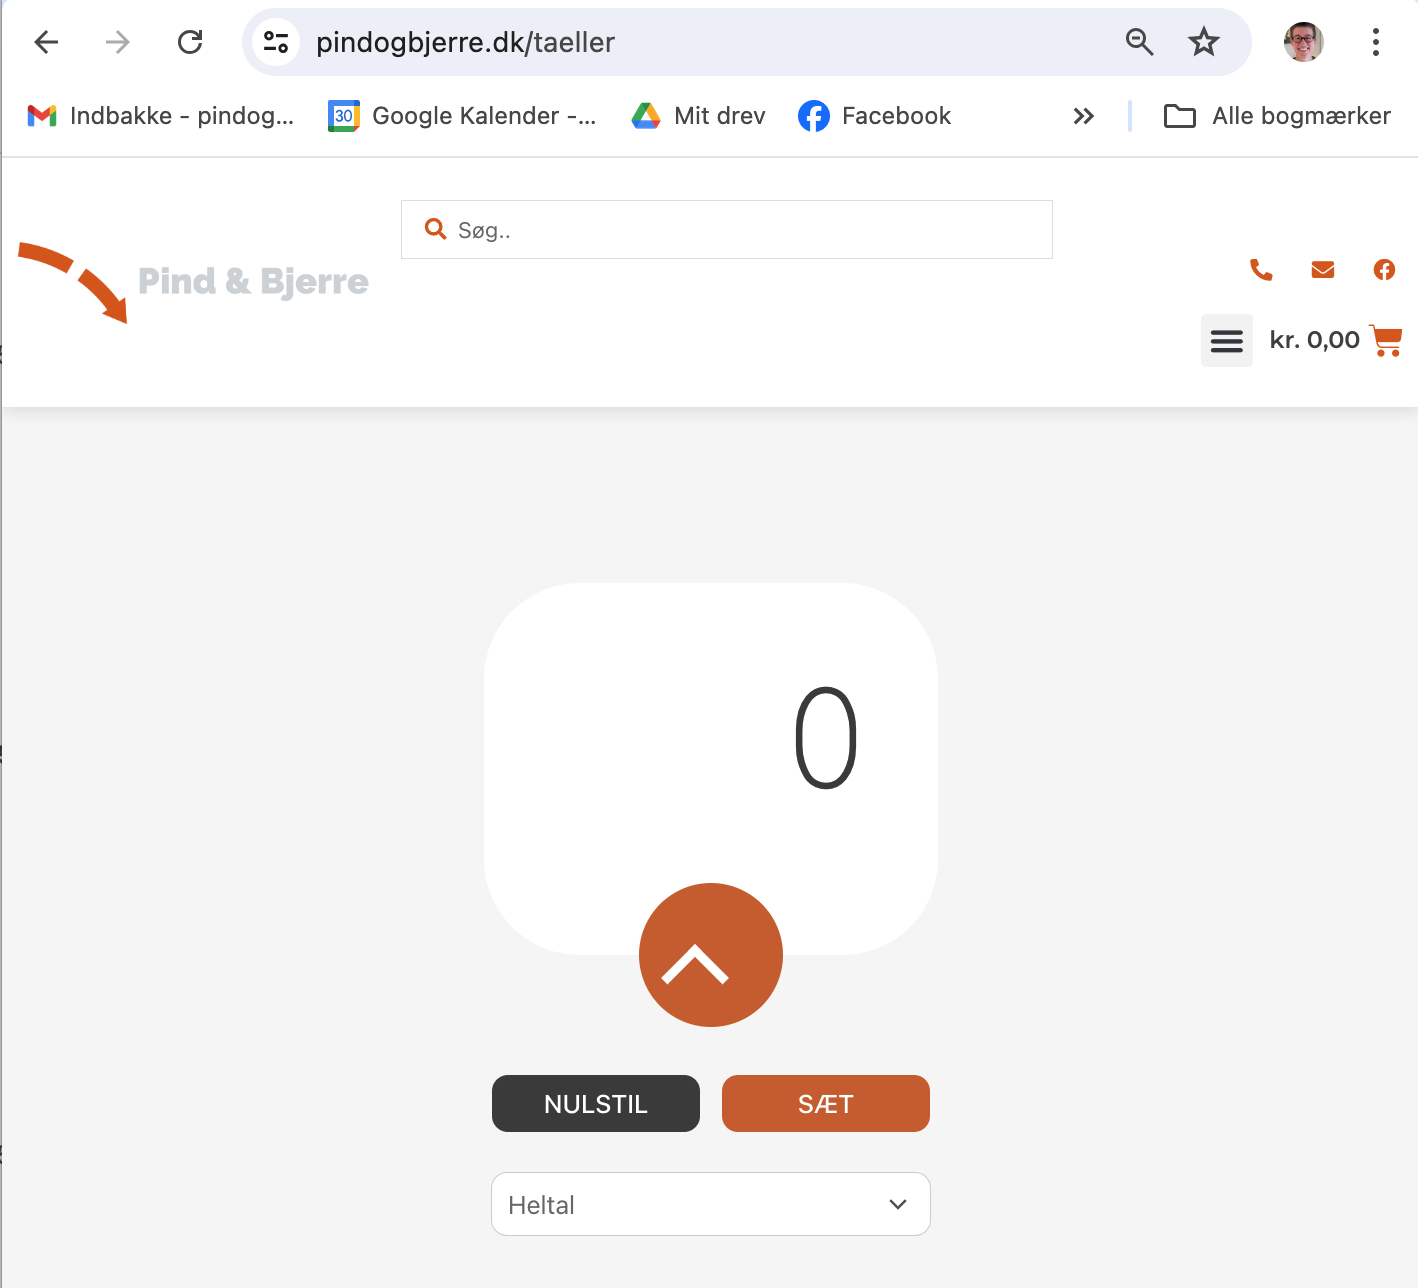 pindogbjerre.dk/taeller
Indbakke - pindog...
30
Google Kalender -...
Mit drev
Facebook
Alle bogmærker
Søg..
Pind & Bjerre
kr. 0,00
0
NULSTIL
SÆT
Heltal